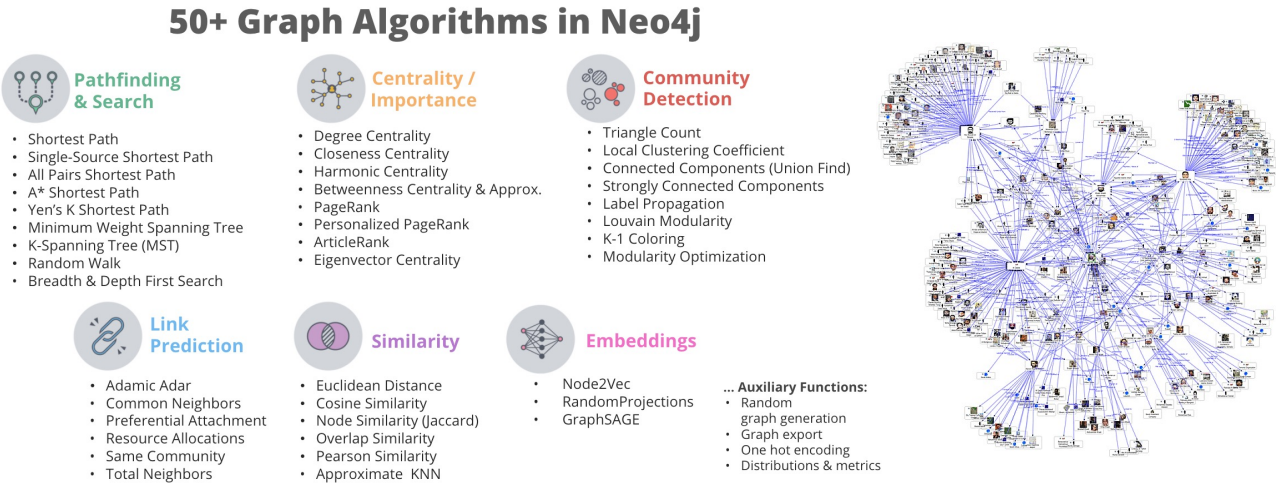 50+ Graph Algorithms in Neo4j
Pathfinding
& Search
• Shortest Path
• Single-Source Shortest Path
• All Pairs Shortest Path
• A* Shortest Path
• Yen's K Shortest Path
• Minimum Weight Spanning Tree
• K-Spanning Tree (MST)
• Random Walk
• Breadth & Depth First Search
Centrality /
Importance
• Degree Centrality
• Closeness Centrality
• Harmonic Centrality
• Betweenness Centrality & Approx.
• PageRank
• Personalized PageRank
• ArticleRank
• Eigenvector Centrality
Community
Detection
• Triangle Count
• Local Clustering Coefficient
• Connected Components (Union Find)
• Strongly Connected Components
• Label Propagation
• Louvain Modularity
• K-1 Coloring
• Modularity Optimization
Link
Prediction
• Adamic Adar
• Common Neighbors
• Preferential Attachment
• Resource Allocations
• Same Community
• Total Neighbors
Similarity
• Euclidean Distance
• Cosine Similarity
• Node Similarity (Jaccard)
• Overlap Similarity
• Pearson Similarity
• Approximate KNN
Embeddings
• Node2Vec
• RandomProjections
• GraphSAGE
... Auxiliary Functions:
• Random
graph generation
• Graph export
• One hot encoding
• Distributions & metrics